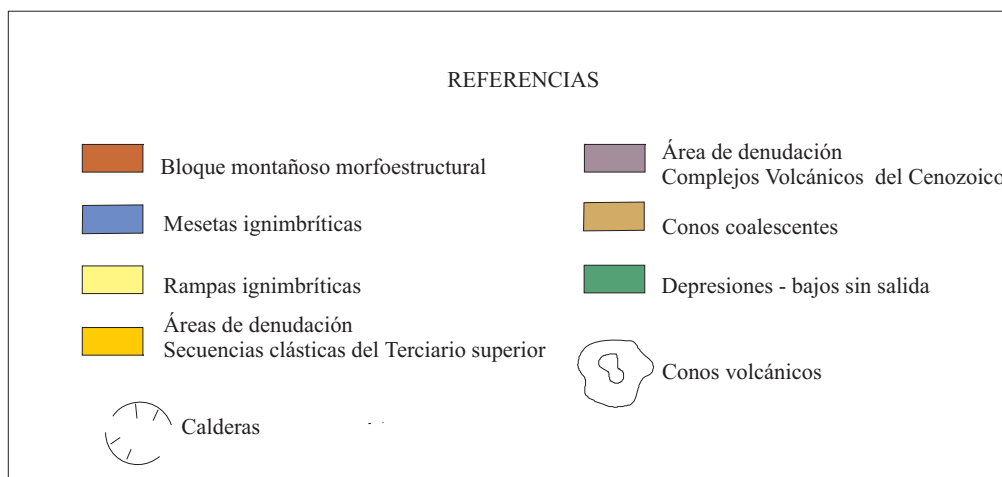 REFERENCIAS
Bloque montañoso morfoestructural
Mesetas ignimbríticas
Rampas ignimbríticas
Áreas de denudación
Secuencias clásticas del Terciario superior
Calderas
Área de denudación
Complejos Volcánicos del Cenozoico
Conos coalescentes
Depresiones - bajos sin salida
Conos volcánicos